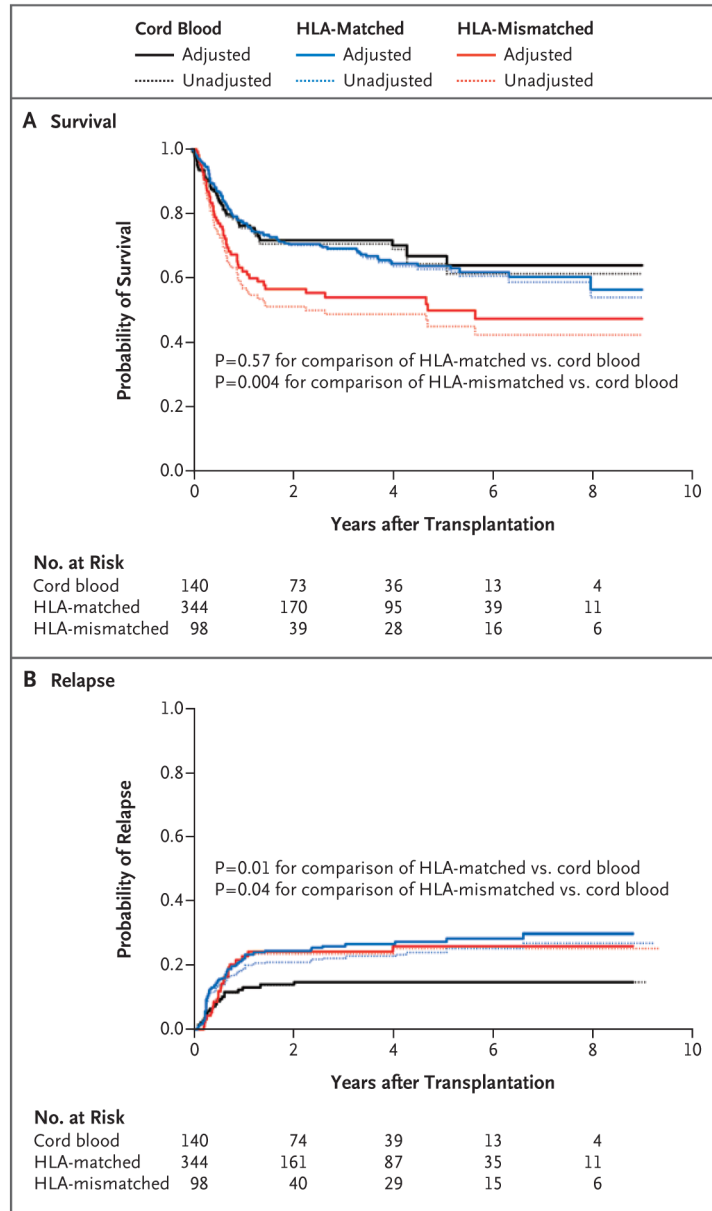 Cord Blood HLA-Matched HLA-Mismatched
Adjusted Adjusted Adjusted
Unadjusted Unadjusted Unadjusted
A Survival
1.0
0.8
0.6
0.4
0.2
0.0
Probability of Survival
P=0.57 for comparison of HLA-matched vs. cord blood
P=0.004 for comparison of HLA-mismatched vs. cord blood
0 2 4 6 8 10
Years after Transplantation
No. at Risk
Cord blood 140 73 36 13 4
HLA-matched 344 170 95 39 11
HLA-mismatched 98 39 28 16 6
B Relapse
1.0
0.8
0.6
0.4
0.2
0.0
Probability of Relapse
P=0.01 for comparison of HLA-matched vs. cord blood
P=0.04 for comparison of HLA-mismatched vs. cord blood
0 2 4 6 8 10
Years after Transplantation
No. at Risk
Cord blood 140 74 39 13 4
HLA-matched 344 161 87 35 11
HLA-mismatched 98 40 29 15 6